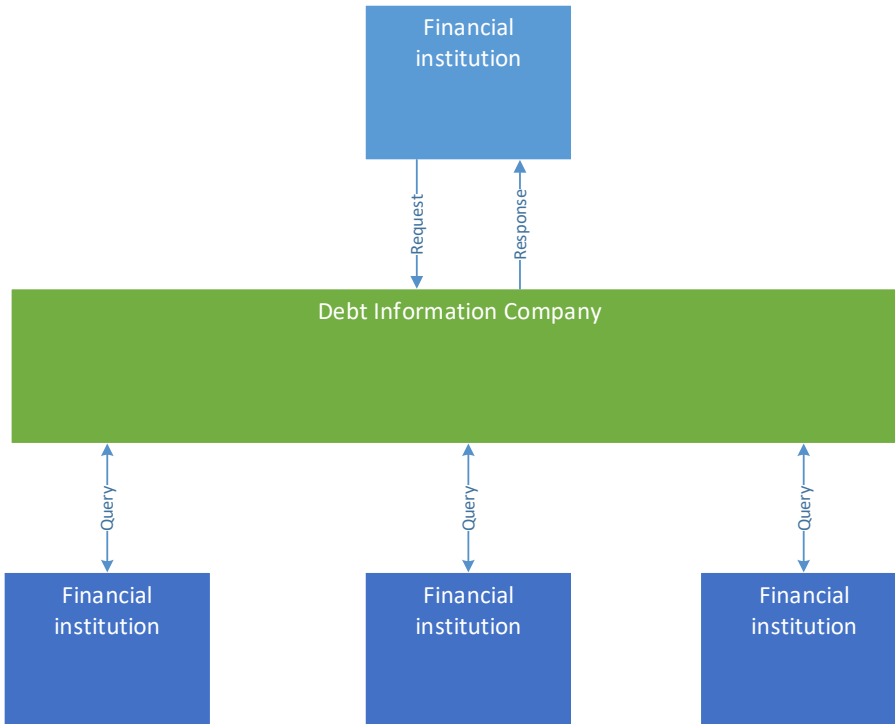 Financial
institution
Request
Response
Debt Information Company
Query
Query
Query
Financial
institution
Financial
institution
Financial
institution